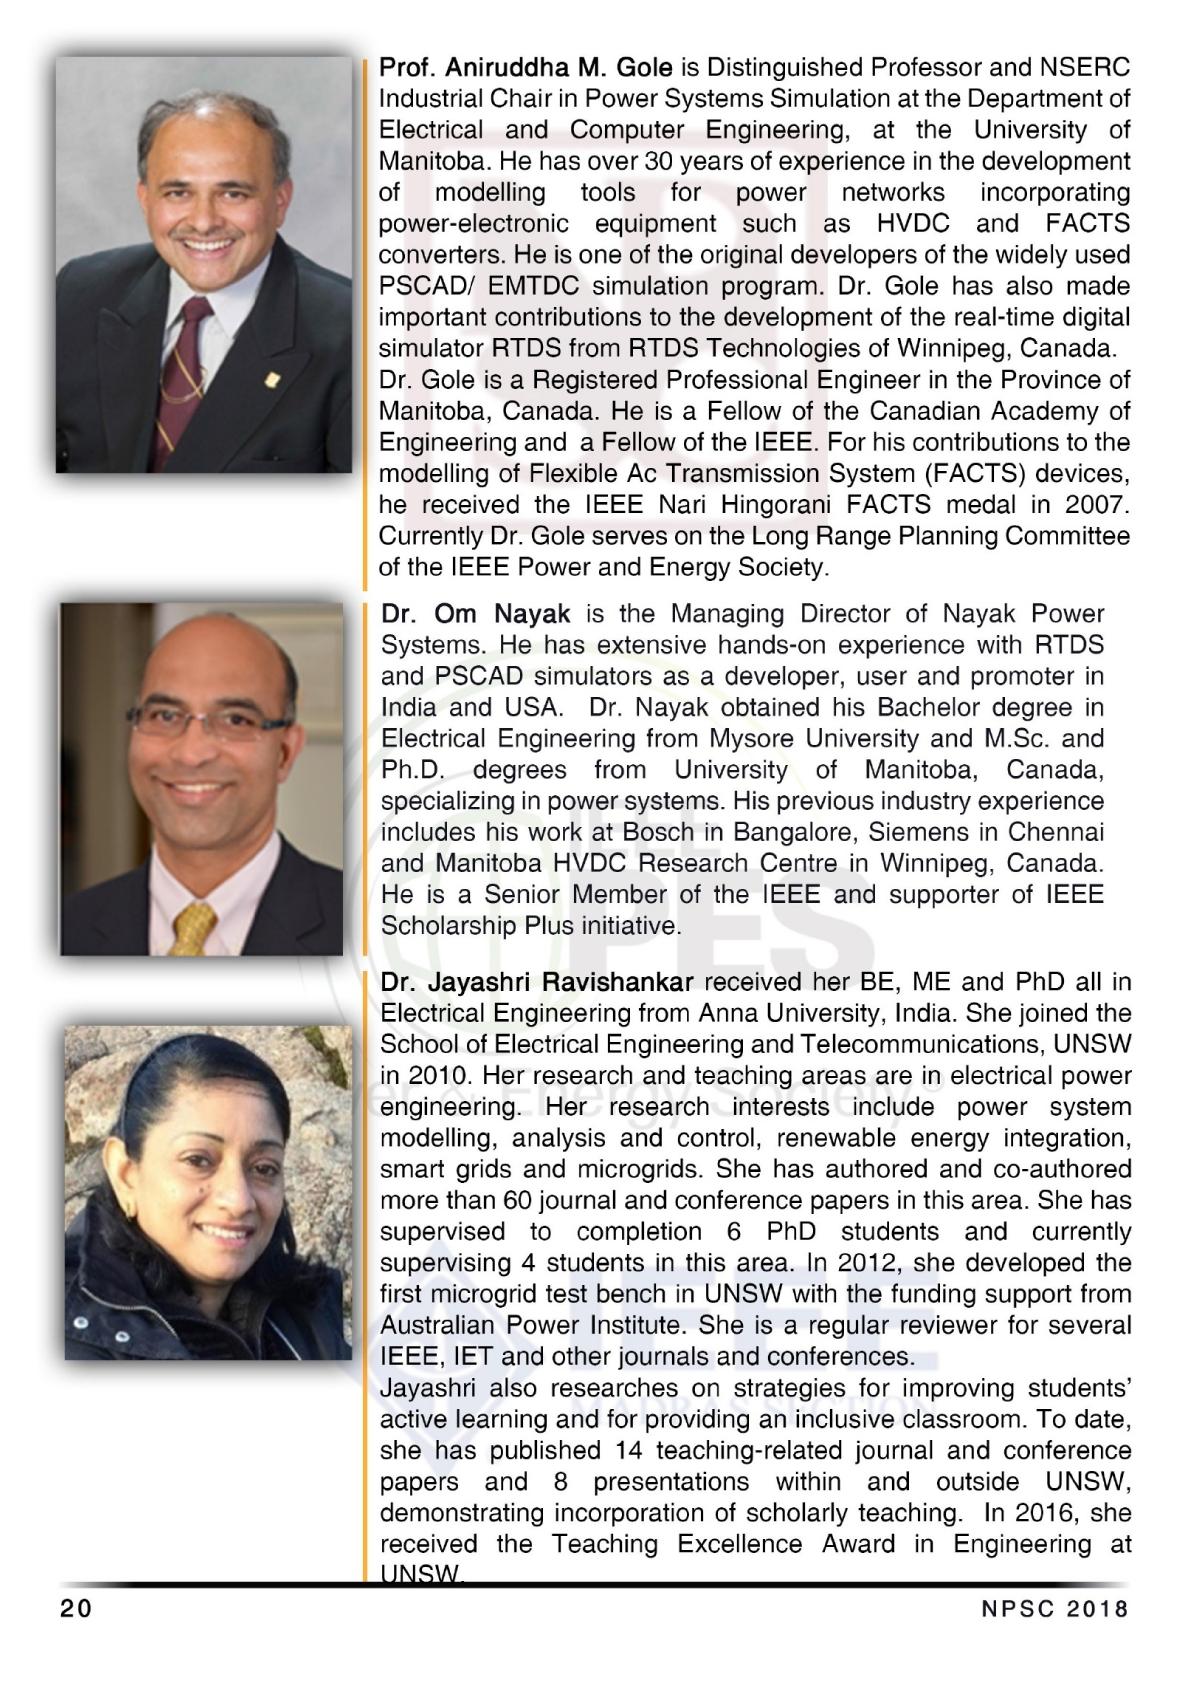 Prof. Aniruddha M. Gole is Distinguished Professor and NSERC
Industrial Chair in Power Systems Simulation at the Department of
Electrical and Computer Engineering, at the University of
Manitoba. He has over 30 years of experience in the development
of modelling tools for power networks incorporating
power-electronic equipment such as HVDC and FACTS
converters. He is one of the original developers of the widely used
PSCAD/ EMTDC simulation program. Dr. Gole has also made
important contributions to the development of the real-time digital
simulator RTDS from RTDS Technologies of Winnipeg, Canada.
Dr. Gole is a Registered Professional Engineer in the Province of
Manitoba, Canada. He is a Fellow of the Canadian Academy of
Engineering and a Fellow of the IEEE. For his contributions to the
modelling of Flexible Ac Transmission System (FACTS) devices,
he received the IEEE Nari Hingorani FACTS medal in 2007.
Currently Dr. Gole serves on the Long Range Planning Committee
of the IEEE Power and Energy Society.
Dr. Om Nayak is the Managing Director of Nayak Power
Systems. He has extensive hands-on experience with RTDS
and PSCAD simulators as a developer, user and promoter in
India and USA. Dr. Nayak obtained his Bachelor degree in
Electrical Engineering from Mysore University and M.Sc. and
Ph.D. degrees from University of Manitoba, Canada,
specializing in power systems. His previous industry experience
includes his work at Bosch in Bangalore, Siemens in Chennai
and Manitoba HVDC Research Centre in Winnipeg, Canada.
He is a Senior Member of the IEEE and supporter of IEEE
Scholarship Plus initiative.
IEEE
PES
Dr. Jayashri Ravishankar received her BE, ME and PhD all in
Electrical Engineering from Anna University, India. She joined the
School of Electrical Engineering and Telecommunications, UNSW
in 2010. Her research and teaching areas are in electrical power
engineering. Her research interests include power system
modelling, analysis and control, renewable energy integration,
smart grids and microgrids. She has authored and co-authored
more than 60 journal and conference papers in this area. She has
supervised to completion 6 PhD students and currently
supervising 4 students in this area. In 2012, she developed the
first microgrid test bench in UNSW with the funding support from
Australian Power Institute. She is a regular reviewer for several
IEEE, IET and other journals and conferences.
Jayashri also researches on strategies for improving students’
active learning and for providing an inclusive classroom. To date,
she has published 14 teaching-related journal and conference
papers and 8 presentations within and outside UNSW,
demonstrating incorporation of scholarly teaching. In 2016, she
received the Teaching Excellence Award in Engineering at
UNSW.
& Energy Society®
IEEE
MADRAS SECTION
20
NPSC 2018